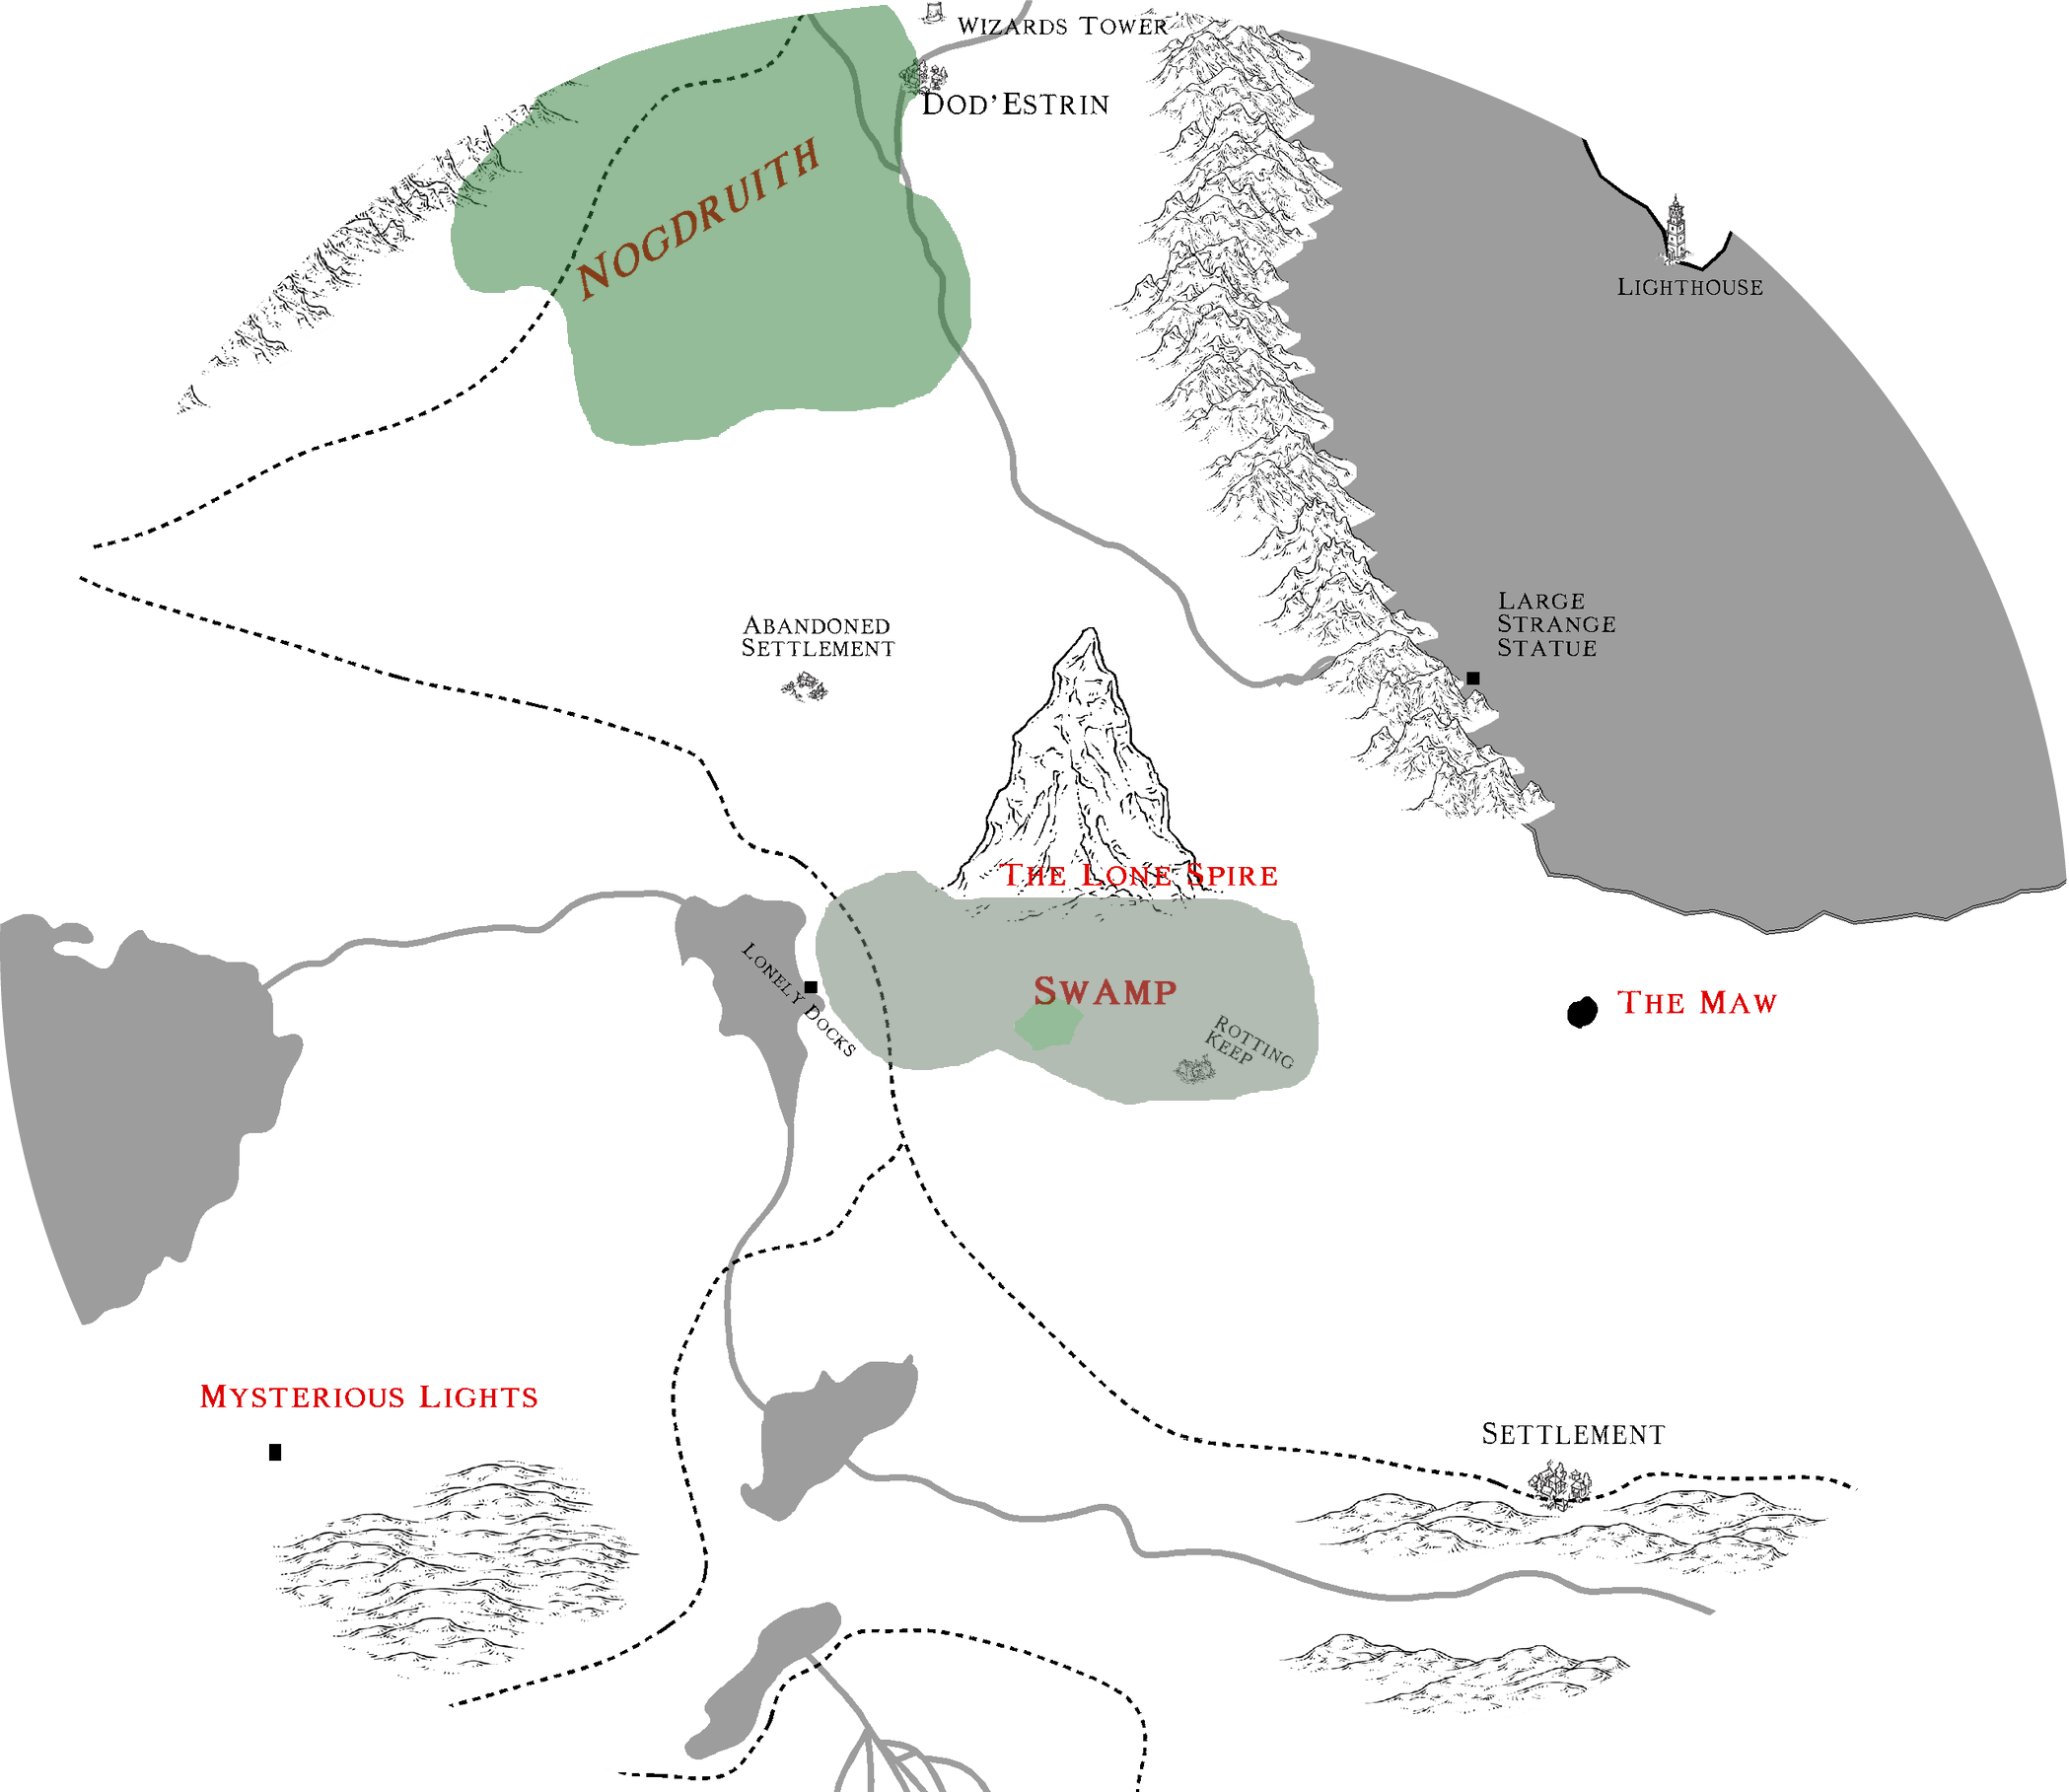 Wizards Tower
Dod'Estrin
Nogdruith
Lighthouse
Large
Strange
Statue
Abandoned
Settlement
The Lone Spire
Lonely Docks
Swamp
Rotting
Keep
The Maw
Mysterious Lights
Settlement